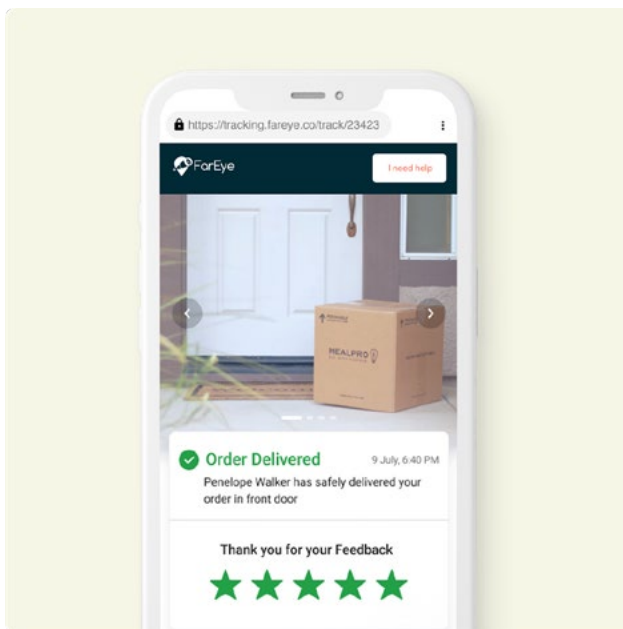 https://tracking.fareye.co/track/23423
FarEye
I need help
MEALPRO
Order Delivered
9 July, 6:40 PM
Penelope Walker has safely delivered your
order in front door
Thank you for your Feedback